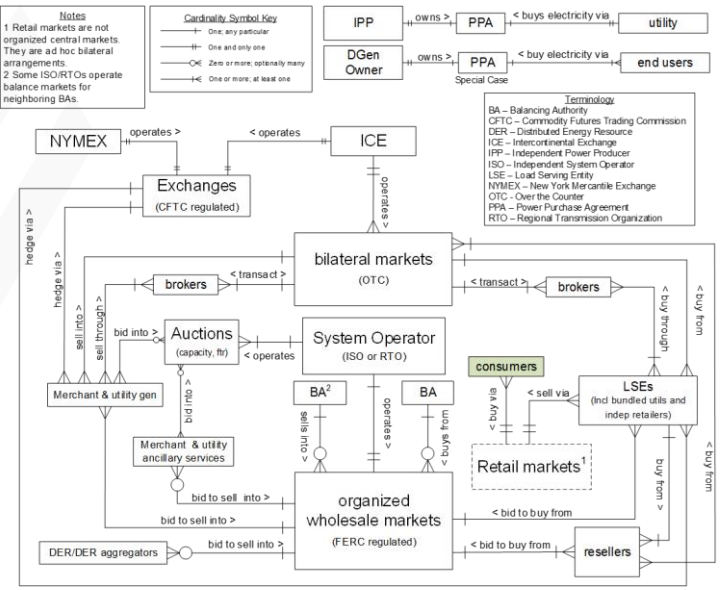 Notes
1 Retail markets are not
organized central markets.
They are ad hoc bilateral
arrangements.
2 Some ISO/RTOs operate
balance markets for
neighboring BAs.
Cardinality Symbol Key
One; any particular
One and only one
Zero or more; optionally many
One or more; at least one
IPP
owns >
PPA
< buys electricity via
utility
DGen
Owner
owns >
PPA
< buy electricity via
end users
Special Case
Terminology
BA – Balancing Authority
CFTC – Commodity Futures Trading Commission
DER – Distributed Energy Resource
ICE – Intercontinental Exchange
IPP – Independent Power Producer
ISO – Independent System Operator
LSE – Load Serving Entity
NYMEX – New York Mercantile Exchange
OTC - Over the Counter
PPA – Power Purchase Agreement
RTO – Regional Transmission Organization
NYMEX
operates >
< operates
ICE
Exchanges
(CFTC regulated)
operates >
hedge via >
hedge via >
sell into >
sell through >
bilateral markets
(OTC)
brokers
< transact >
< transact >
brokers
< buy through
< buy from
< buy from
bid into >
Auctions
(capacity, ftr)
< operates
System Operator
(ISO or RTO)
consumers
LSEs
(Incl bundled utils and
indep retailers)
Merchant & utility gen
bid into >
BA2
BA
operates >
sells into >
< buys from
< buy via
< sell via
Retail markets1
buy from >
Merchant & utility
ancillary services
bid to sell into >
organized
wholesale markets
(FERC regulated)
bid to sell into >
< bid to buy from
DER/DER aggregators
bid to sell into >
< bid to buy from
resellers